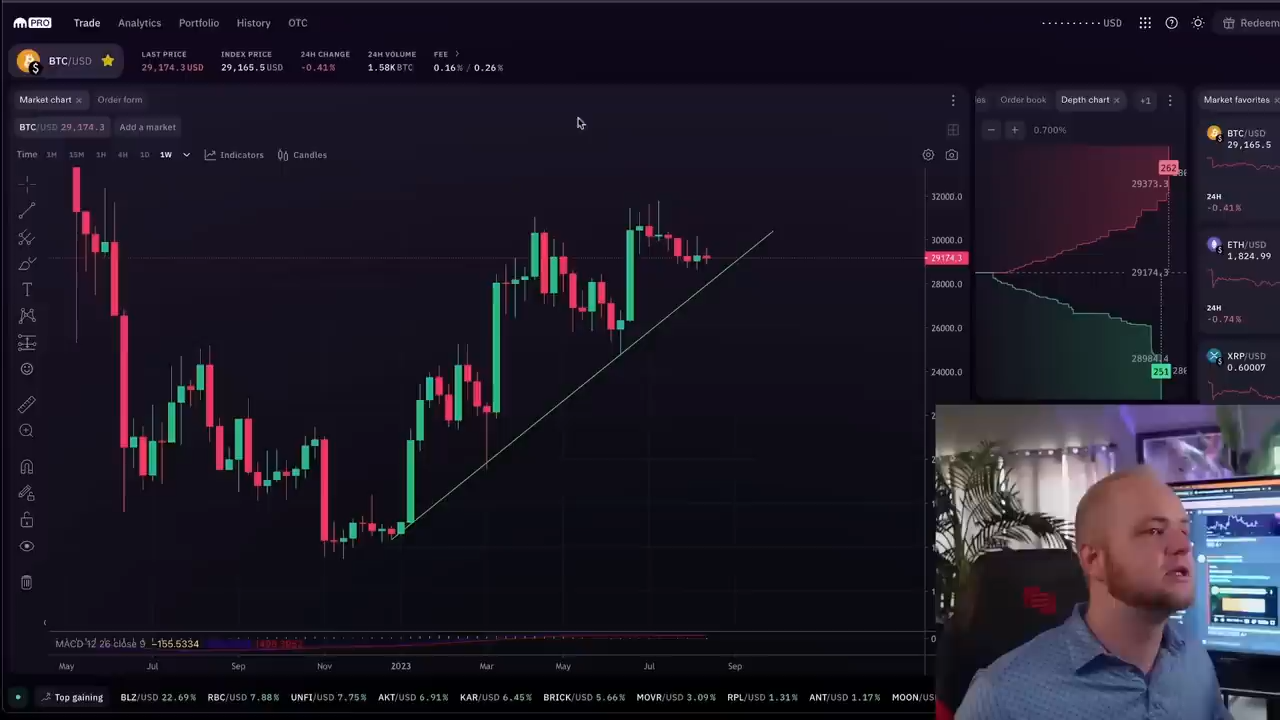 PRO Trade Analytics Portfolio History OTC
USD
Redeem
BTC/USD
LAST PRICE
29,174.3 USD
INDEX PRICE
29,165.5 USD
24H CHANGE
-0.41%
24H VOLUME
1.58K BTC
FEE
0.16% / 0.26%
Market chart Order form
BTC/USD 29,174.3 Add a market
Time 1M 15M 1H 4H 1D 1W Indicators Candles
32000.0
30000.0
29174.3
28000.0
26000.0
24000.0
MACD 12 26 close 9 −155.5334
0
May Jul Sep Nov 2023 Mar May Jul Sep
Order book Depth chart +1
0.700%
262
29373.3
29174.3
28984.4
251
Market favorites
BTC/USD
29,165.5
24H
-0.41%
ETH/USD
1,824.99
24H
-0.74%
XRP/USD
0.60007
Top gaining BLZ/USD 22.69% RBC/USD 7.88% UNFI/USD 7.75% AKT/USD 6.91% KAR/USD 6.45% BRICK/USD 5.66% MOVR/USD 3.09% RPL/USD 1.31% ANT/USD 1.17% MOON/USD